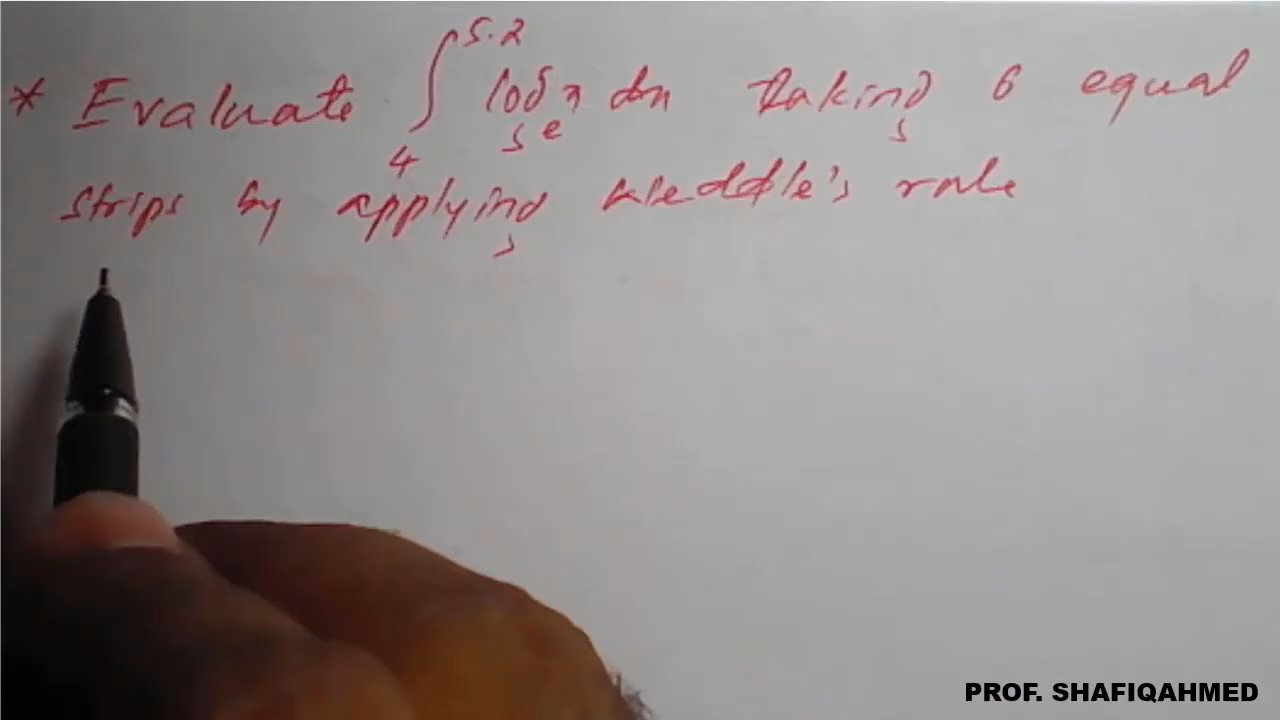 * Evaluate ∫₄^5.2 logₑx dx taking 6 equal
strips by applying weddle's rule
PROF. SHAFIQAHMED